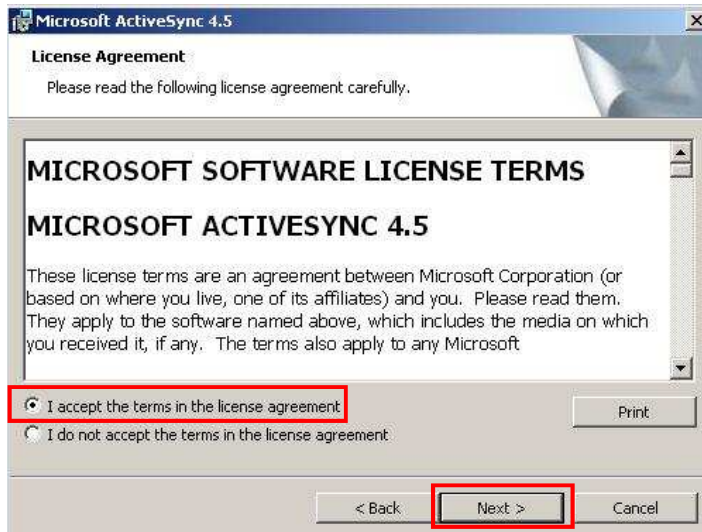 Microsoft ActiveSync 4.5
License Agreement
Please read the following license agreement carefully.
MICROSOFT SOFTWARE LICENSE TERMS
MICROSOFT ACTIVESYNC 4.5
These license terms are an agreement between Microsoft Corporation (or
based on where you live, one of its affiliates) and you.  Please read them.
They apply to the software named above, which includes the media on which
you received it, if any.  The terms also apply to any Microsoft
I accept the terms in the license agreement
Print
I do not accept the terms in the license agreement
< Back
Next >
Cancel